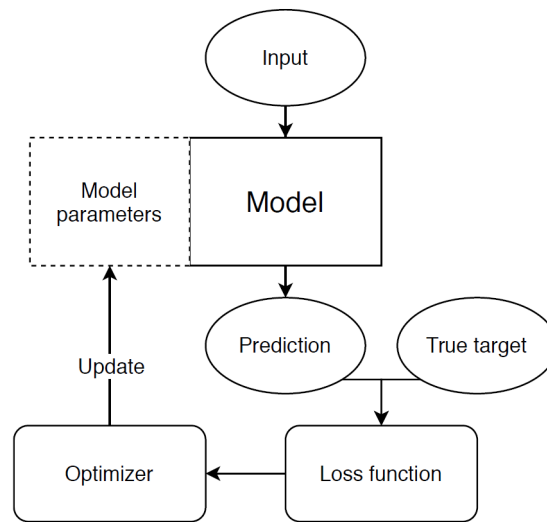 Input
Model
parameters
Model
Prediction
True target
Update
Optimizer
Loss function